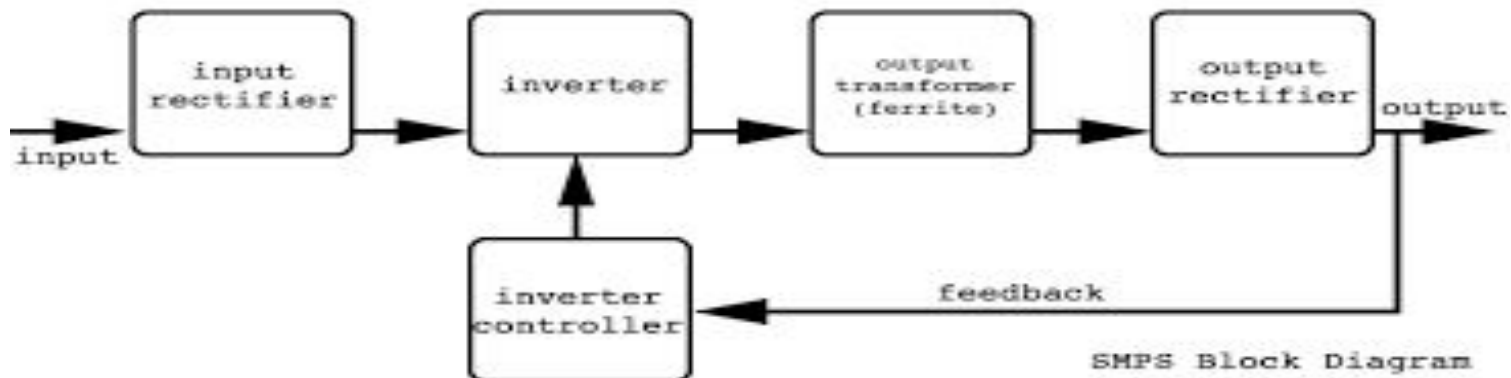 input
rectifier
inverter
output
transformer
(ferrite)
output
rectifier
output
input
inverter
controller
feedback
SMPS Block Diagram